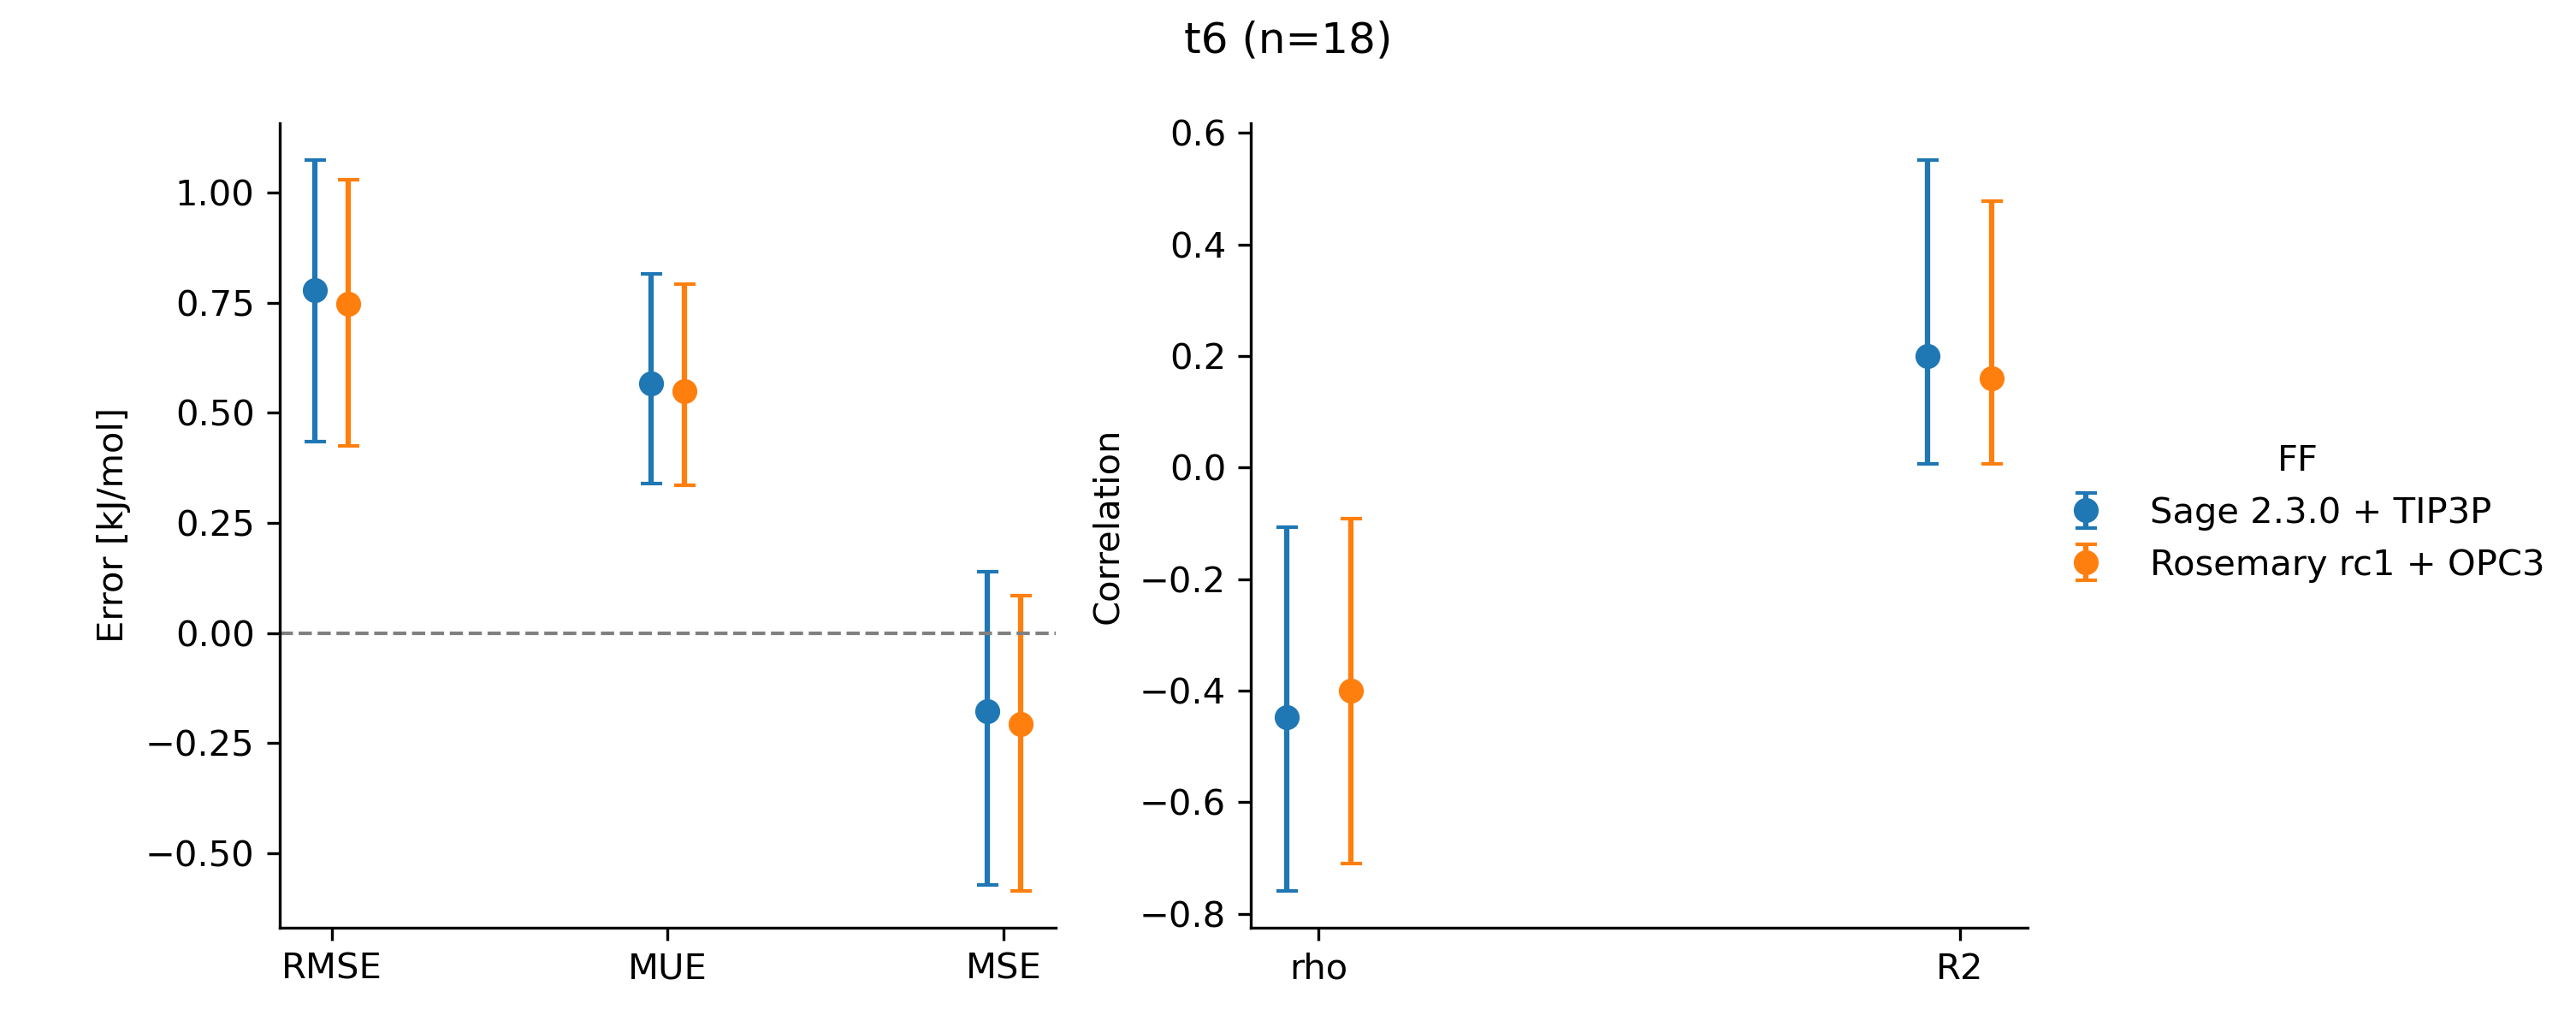 t6 (n=18)
Error [kJ/mol]
1.00
0.75
0.50
0.25
0.00
−0.25
−0.50
RMSE
MUE
MSE
Correlation
0.6
0.4
0.2
0.0
−0.2
−0.4
−0.6
−0.8
rho
R2
FF
Sage 2.3.0 + TIP3P
Rosemary rc1 + OPC3